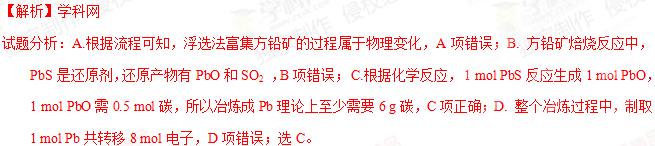 【解析】学科网
试题分析：A.根据流程可知，浮选法富集方铅矿的过程属于物理变化，A 项错误；B. 方铅矿焙烧反应中，
PbS 是还原剂，还原产物有 PbO 和 SO₂ ，B 项错误；C.根据化学反应， 1 mol PbS 反应生成 1 mol PbO，
1 mol PbO 需 0.5 mol 碳，所以冶炼成 Pb 理论上至少需要 6 g 碳，C 项正确；D. 整个冶炼过程中，制取
1 mol Pb 共转移 8 mol 电子，D 项错误；选 C。